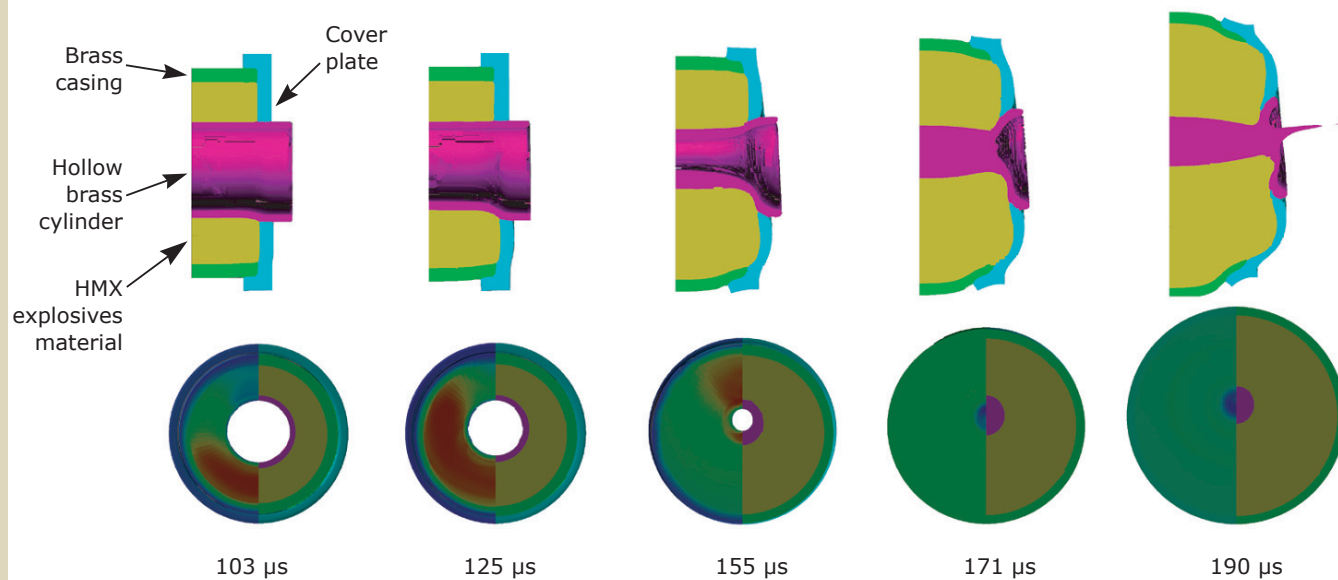 Brass
casing
Cover
plate
Hollow
brass
cylinder
HMX
explosives
material
103 µs
125 µs
155 µs
171 µs
190 µs